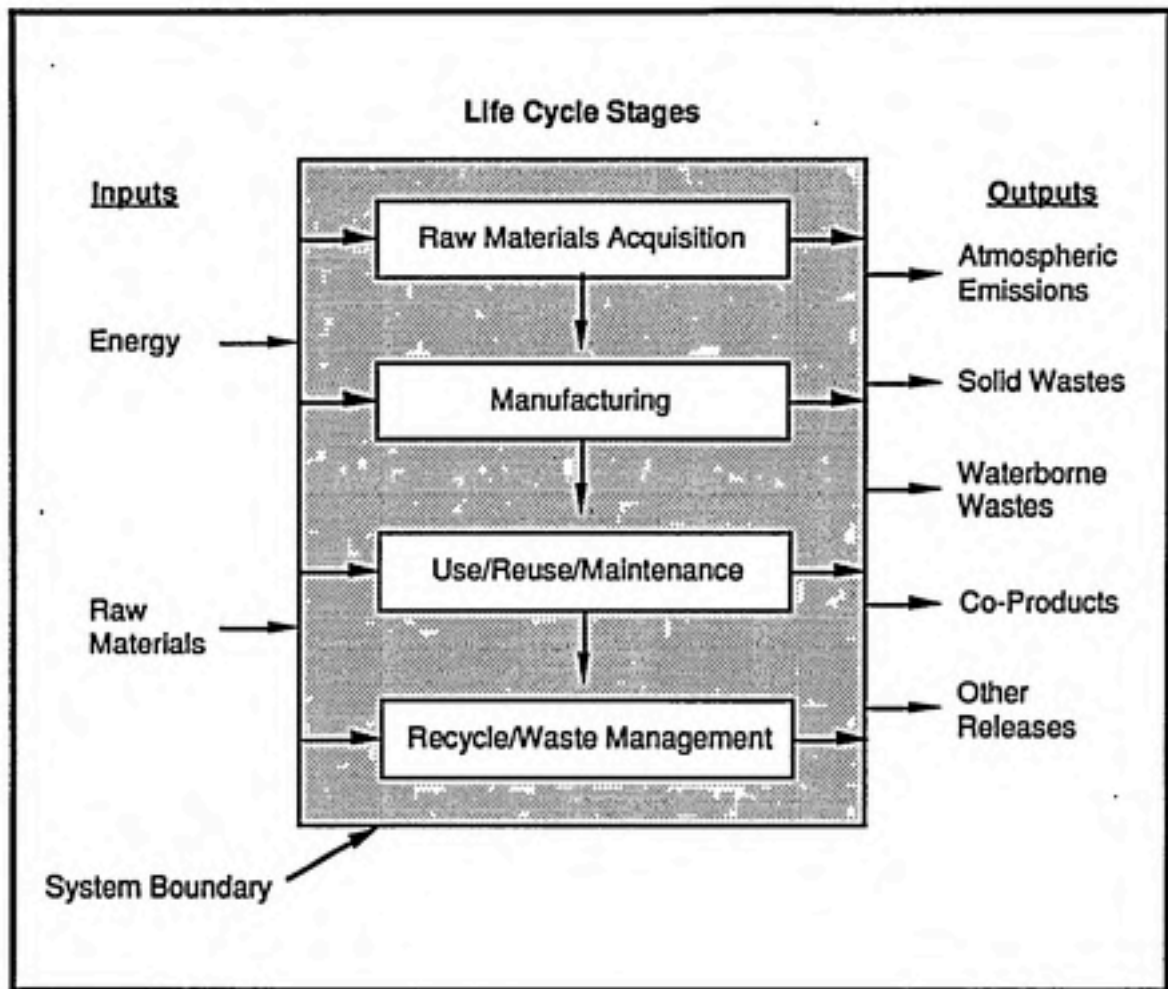 Life Cycle Stages
Inputs
Outputs
Raw Materials Acquisition
Atmospheric
Emissions
Energy
Solid Wastes
Manufacturing
Waterborne
Wastes
Use/Reuse/Maintenance
Co-Products
Raw
Materials
Other
Releases
Recycle/Waste Management
System Boundary